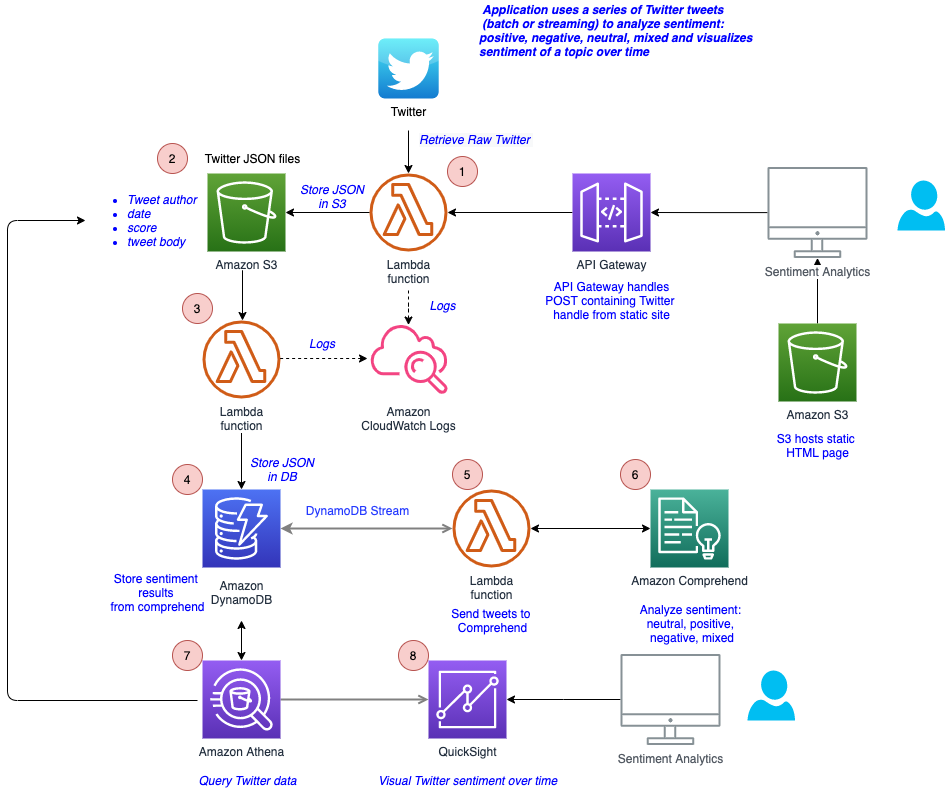 Application uses a series of Twitter tweets
(batch or streaming) to analyze sentiment:
positive, negative, neutral, mixed and visualizes
sentiment of a topic over time
Twitter
Retrieve Raw Twitter
2
Twitter JSON files
1
Tweet author
date
score
tweet body
Store JSON
in S3
Amazon S3
Lambda
function
API Gateway
Sentiment Analytics
API Gateway handles
POST containing Twitter
handle from static site
Logs
3
Logs
Lambda
function
Amazon
CloudWatch Logs
Amazon S3
S3 hosts static
HTML page
Store JSON
in DB
4
5
6
DynamoDB Stream
Store sentiment
results
from comprehend
Amazon
DynamoDB
Lambda
function
Send tweets to
Comprehend
Amazon Comprehend
Analyze sentiment:
neutral, positive,
negative, mixed
7
8
Amazon Athena
QuickSight
Sentiment Analytics
Query Twitter data
Visual Twitter sentiment over time